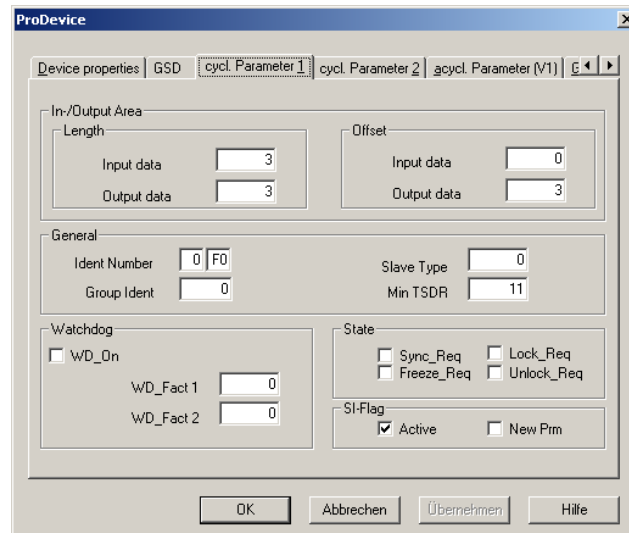 ProDevice
Device properties GSD cycl. Parameter 1 cycl. Parameter 2 acycl. Parameter (V1) G
In-/Output Area
Length
Input data 3
Output data 3
Offset
Input data 0
Output data 3
General
Ident Number 0 F0
Group Ident 0
Slave Type 0
Min TSDR 11
Watchdog
WD_On
WD_Fact 1 0
WD_Fact 2 0
State
Sync_Req Lock_Req
Freeze_Req Unlock_Req
SI-Flag
Active New Prm
OK Abbrechen Übernehmen Hilfe